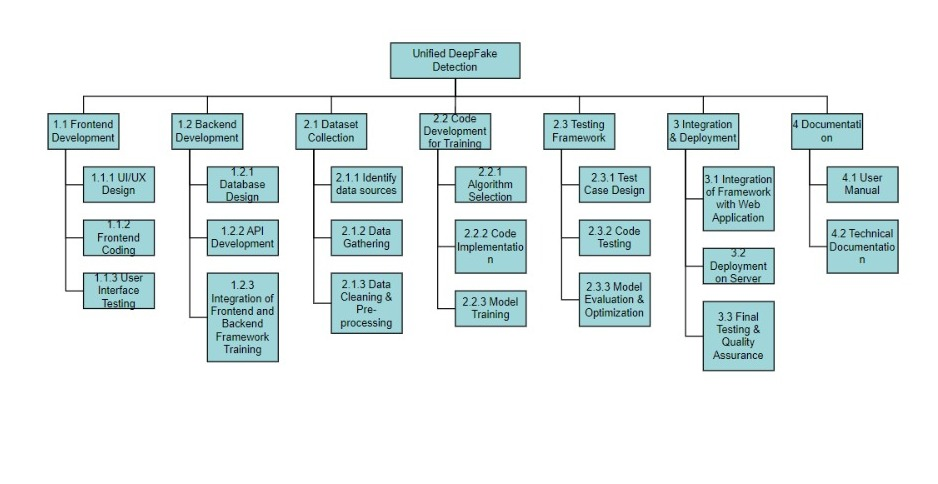 Unified DeepFake
Detection
1.1 Frontend
Development
1.2 Backend
Development
2.1 Dataset
Collection
2.2 Code
Development
for Training
2.3 Testing
Framework
3 Integration
& Deployment
4 Documentati
on
1.1.1 UI/UX
Design
1.1.2
Frontend
Coding
1.1.3 User
Interface
Testing
1.2.1
Database
Design
1.2.2 API
Development
1.2.3
Integration of
Frontend and
Backend
Framework
Training
2.1.1 Identify
data sources
2.1.2 Data
Gathering
2.1.3 Data
Cleaning &
Pre-
processing
2.2.1
Algorithm
Selection
2.2.2 Code
Implementatio
n
2.2.3 Model
Training
2.3.1 Test
Case Design
2.3.2 Code
Testing
2.3.3 Model
Evaluation &
Optimization
3.1 Integration
of Framework
with Web
Application
3.2
Deployment
on Server
3.3 Final
Testing &
Quality
Assurance
4.1 User
Manual
4.2 Technical
Documentatio
n